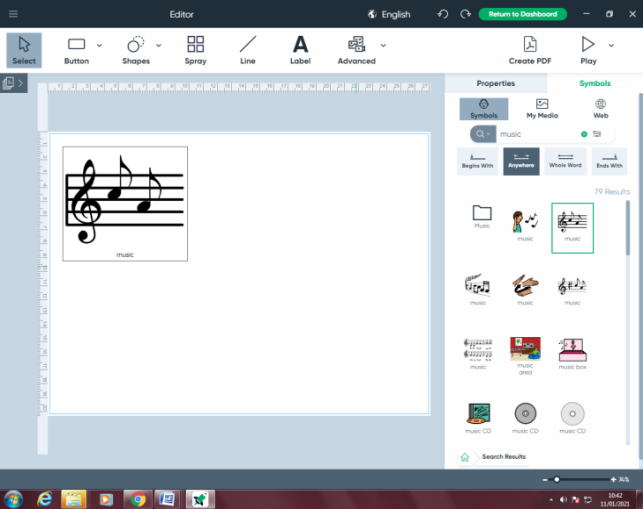 Editor
English
Return to Dashboard
Select
Button
Shapes
Spray
Line
Label
Advanced
Create PDF
Play
Properties
Symbols
Symbols
My Media
Web
music
Begins With
Anywhere
Whole Word
Ends With
79 Results
Music
music
music
music
music
music
music
music
area
music box
music CD
music CD
music CD
music
Search Results
74%
10:42
11/01/2021